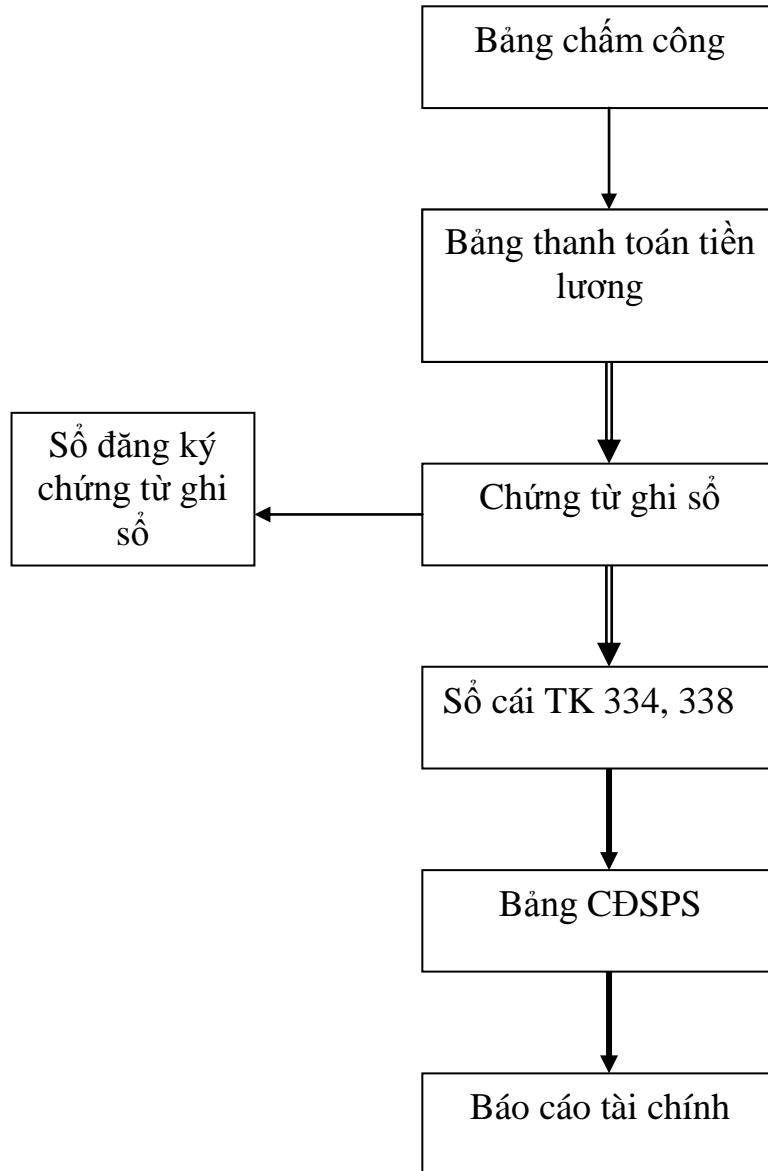 Bảng chấm công
Bảng thanh toán tiền
lương
Sổ đăng ký
chứng từ ghi
sổ
Chứng từ ghi sổ
Sổ cái TK 334, 338
Bảng CĐSPS
Báo cáo tài chính